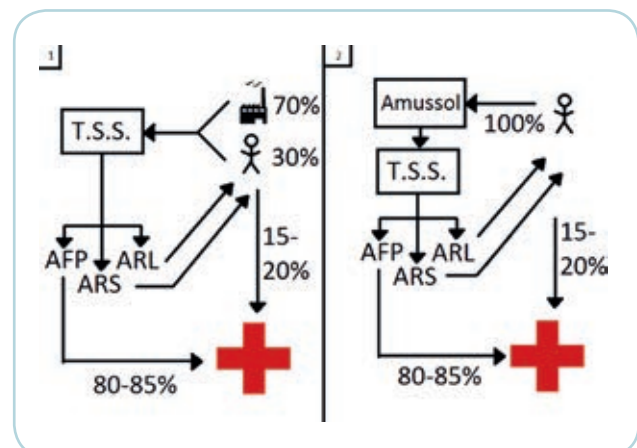 1
70%
T.S.S.
30%
AFP
ARL
ARS
15-
20%
80-85%
2
Amussol
100%
T.S.S.
AFP
ARL
ARS
15-
20%
80-85%